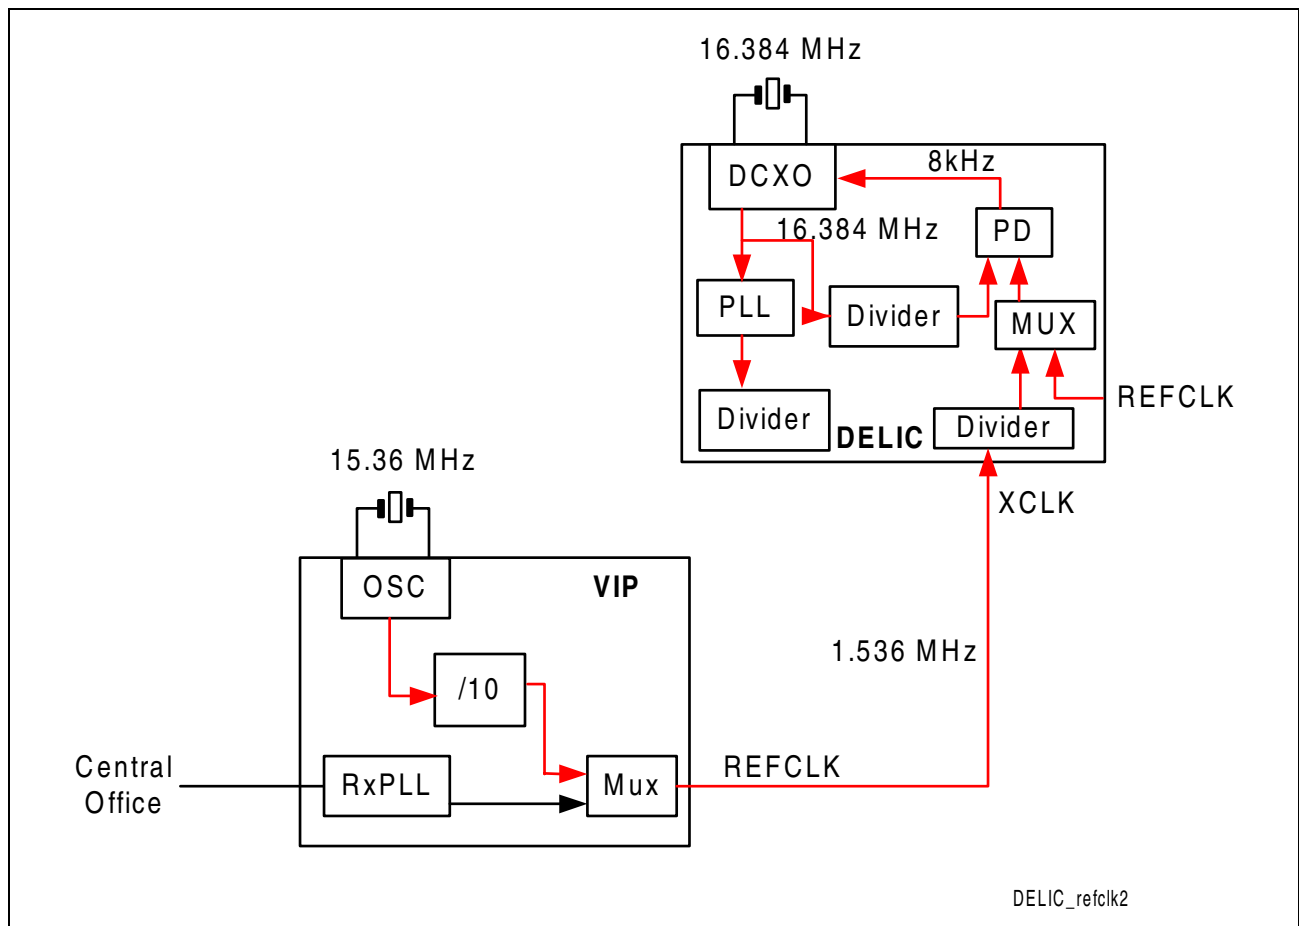 16.384 MHz
DCXO
8kHz
16.384 MHz
PD
PLL
Divider
MUX
REFCLK
Divider
DELIC
Divider
XCLK
15.36 MHz
OSC
VIP
/10
1.536 MHz
Central
Office
RxPLL
Mux
REFCLK
DELIC_refclk2